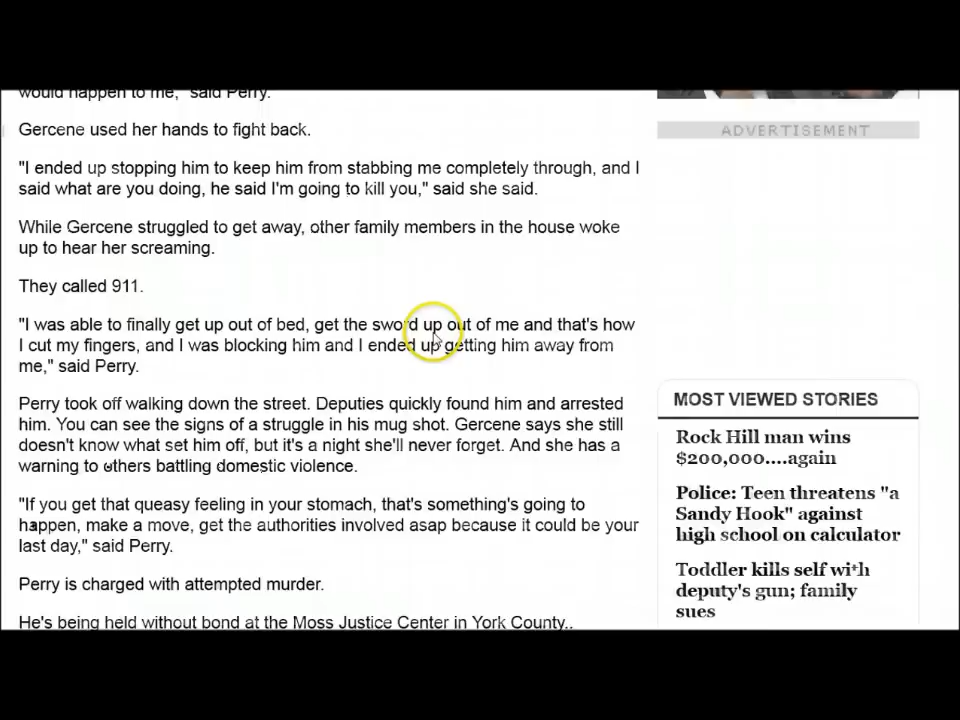 would happen to me," said Perry.
Gercene used her hands to fight back.
"I ended up stopping him to keep him from stabbing me completely through, and I
said what are you doing, he said I'm going to kill you," said she said.
While Gercene struggled to get away, other family members in the house woke
up to hear her screaming.
They called 911.
"I was able to finally get up out of bed, get the sword up out of me and that's how
I cut my fingers, and I was blocking him and I ended up getting him away from
me," said Perry.
Perry took off walking down the street. Deputies quickly found him and arrested
him. You can see the signs of a struggle in his mug shot. Gercene says she still
doesn't know what set him off, but it's a night she'll never forget. And she has a
warning to others battling domestic violence.
"If you get that queasy feeling in your stomach, that's something's going to
happen, make a move, get the authorities involved asap because it could be your
last day," said Perry.
Perry is charged with attempted murder.
He's being held without bond at the Moss Justice Center in York County..
ADVERTISEMENT
MOST VIEWED STORIES
Rock Hill man wins
$200,000....again
Police: Teen threatens "a
Sandy Hook" against
high school on calculator
Toddler kills self with
deputy's gun; family
sues